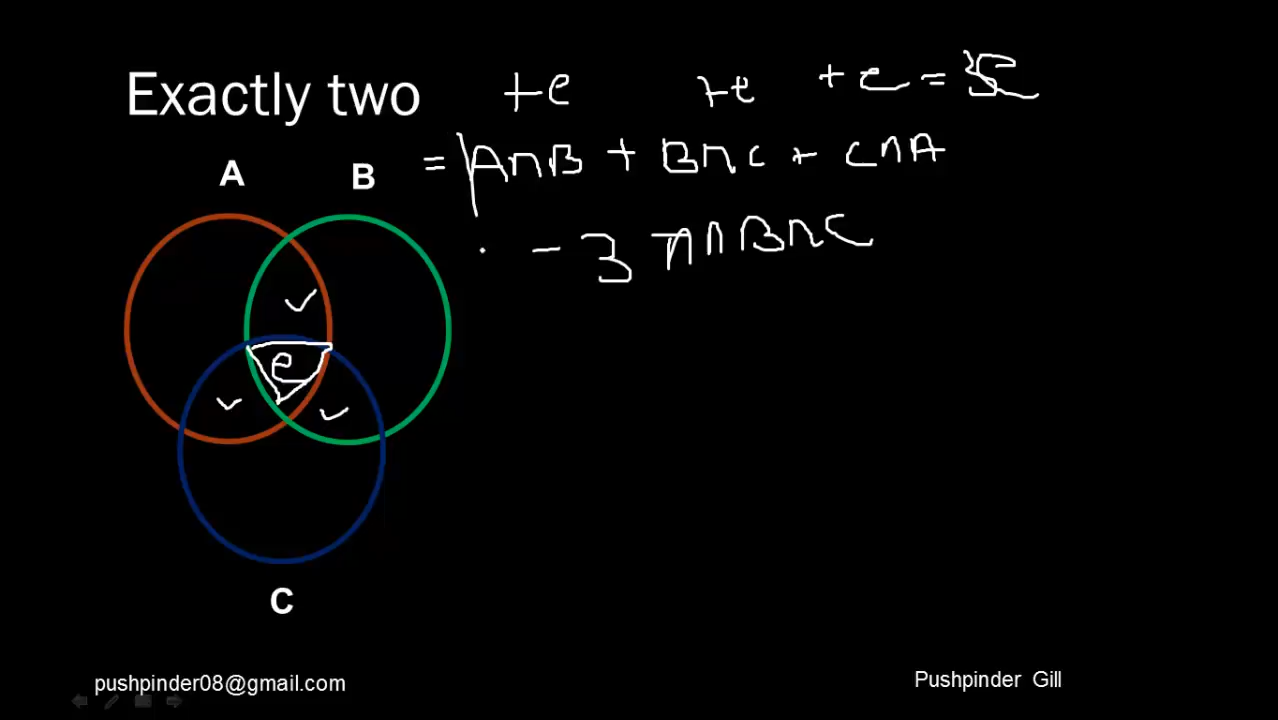 Exactly two +e +e +e = 3e
= A∩B + B∩C + C∩A
A B
- 3 A∩B∩C
e
C
pushpinder08@gmail.com Pushpinder Gill